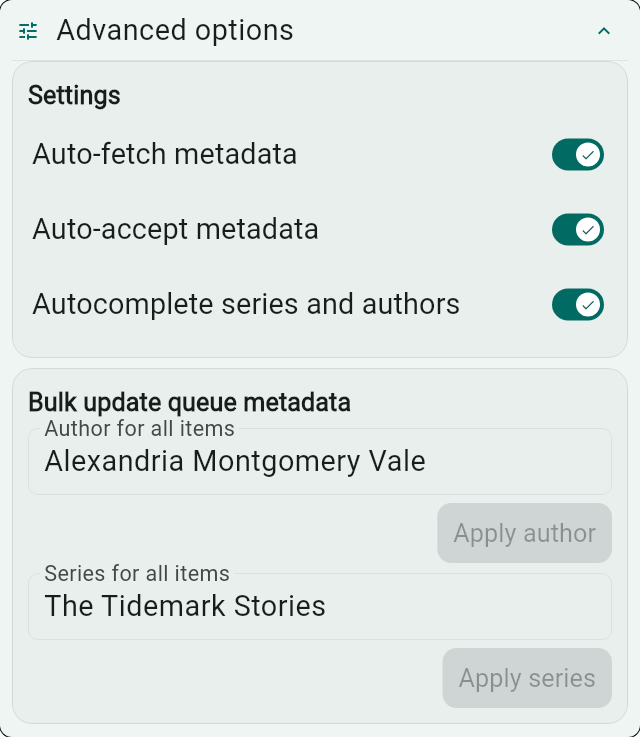 Advanced options
Settings
Auto-fetch metadata
Auto-accept metadata
Autocomplete series and authors
Bulk update queue metadata
Author for all items
Alexandria Montgomery Vale
Apply author
Series for all items
The Tidemark Stories
Apply series